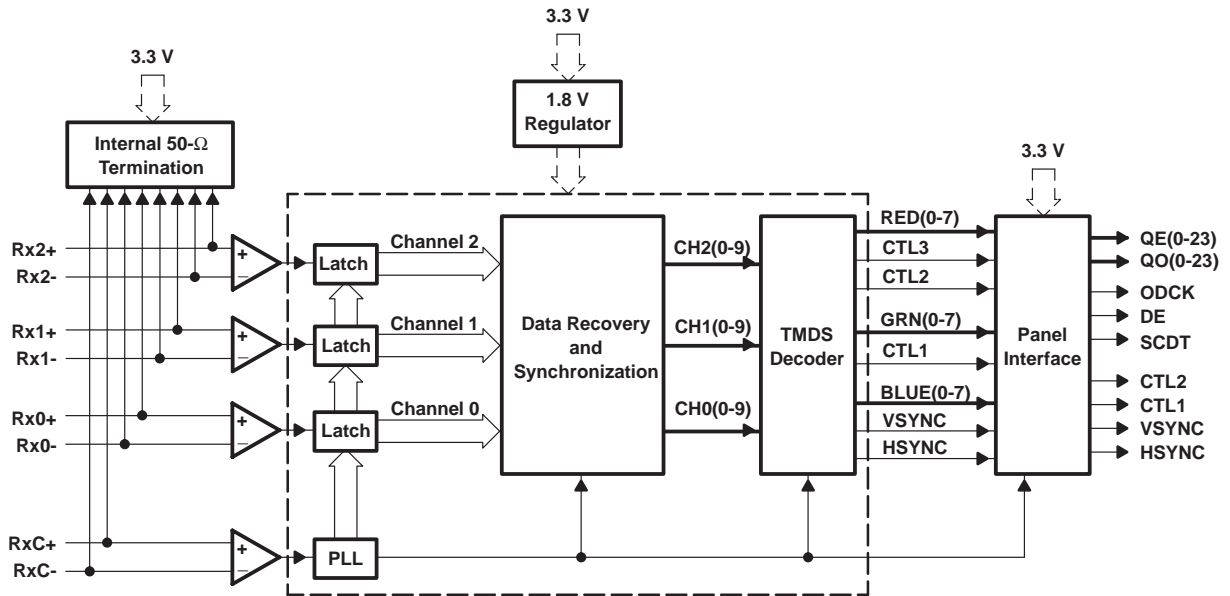 3.3 V
3.3 V
1.8 V
Regulator
Internal 50-Ω
Termination
3.3 V
Rx2+
Rx2-
Rx1+
Rx1-
Rx0+
Rx0-
RxC+
RxC-
+
−
+
−
+
−
+
−
Latch
Latch
Latch
PLL
Channel 2
Channel 1
Channel 0
Data Recovery
and
Synchronization
CH2(0-9)
CH1(0-9)
CH0(0-9)
TMDS
Decoder
RED(0-7)
CTL3
CTL2
GRN(0-7)
CTL1
BLUE(0-7)
VSYNC
HSYNC
Panel
Interface
QE(0-23)
QO(0-23)
ODCK
DE
SCDT
CTL2
CTL1
VSYNC
HSYNC